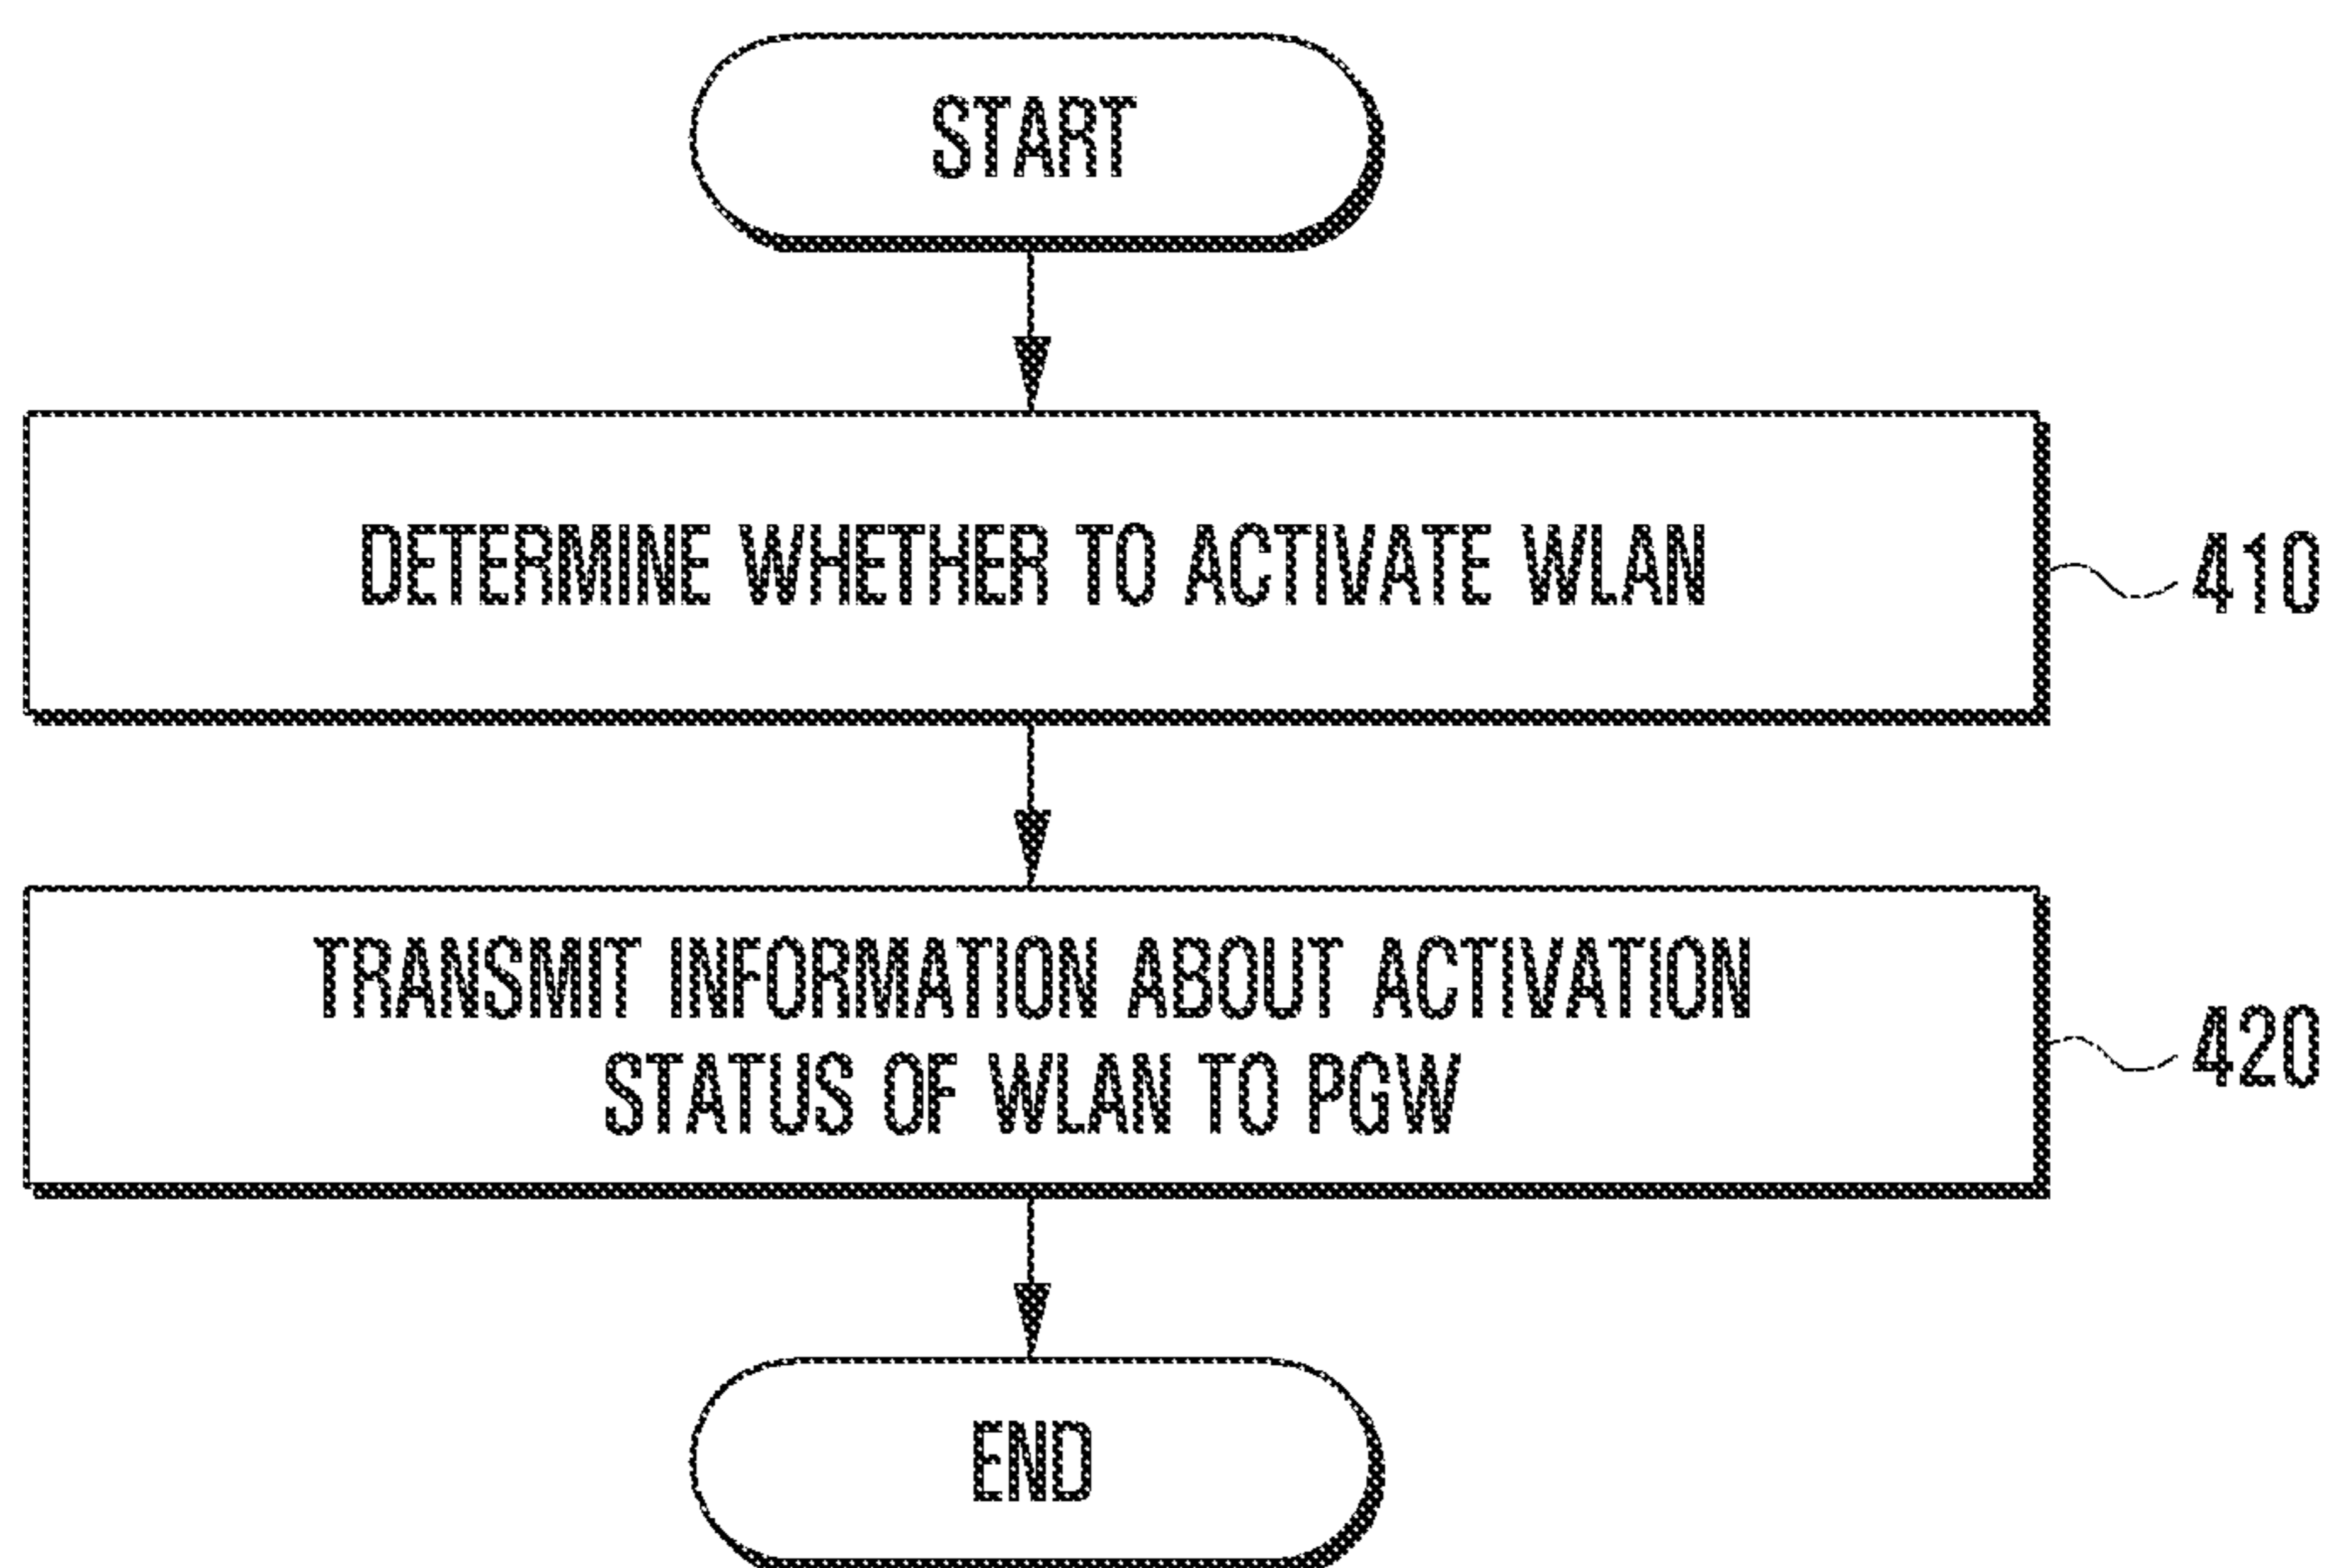 START
DETERMINE WHETHER TO ACTIVATE WLAN
410
TRANSMIT INFORMATION ABOUT ACTIVATION
STATUS OF WLAN TO PGW
420
END